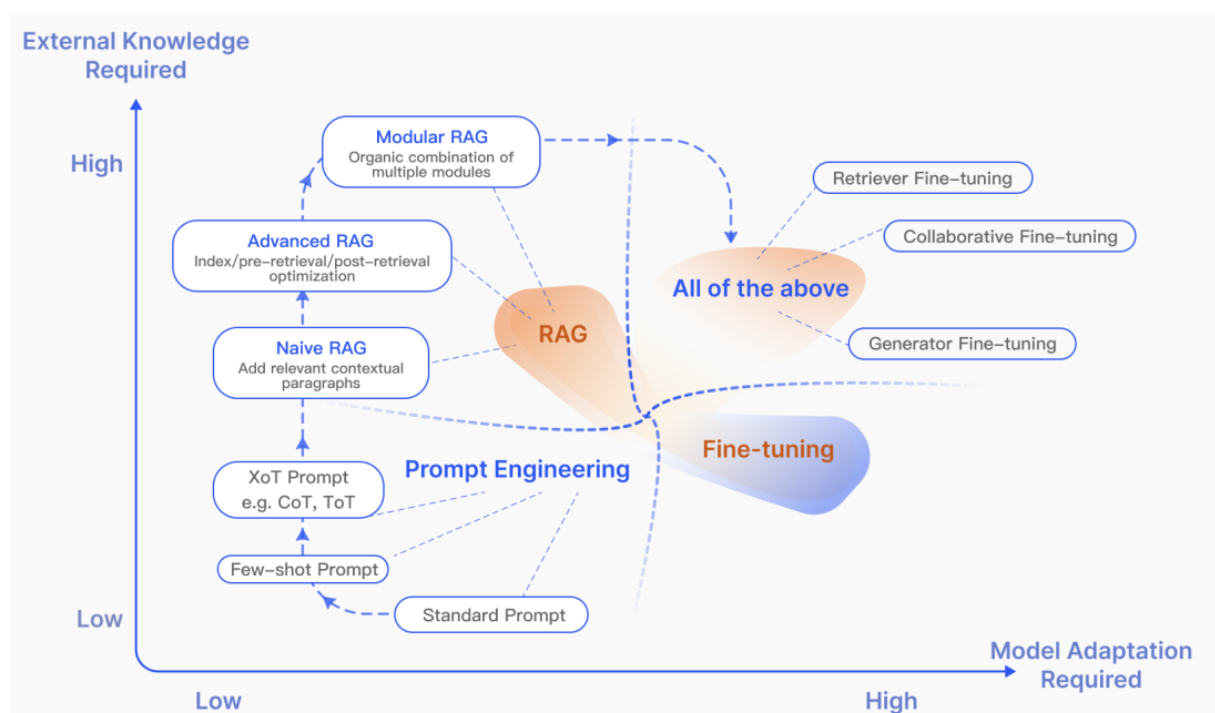 External Knowledge
Required
High
Modular RAG
Organic combination of
multiple modules
Retriever Fine-tuning
Collaborative Fine-tuning
Advanced RAG
Index/pre-retrieval/post-retrieval
optimization
All of the above
RAG
Generator Fine-tuning
Naive RAG
Add relevant contextual
paragraphs
Fine-tuning
Prompt Engineering
XoT Prompt
e.g. CoT, ToT
Few-shot Prompt
Standard Prompt
Low
Model Adaptation
Required
Low
High